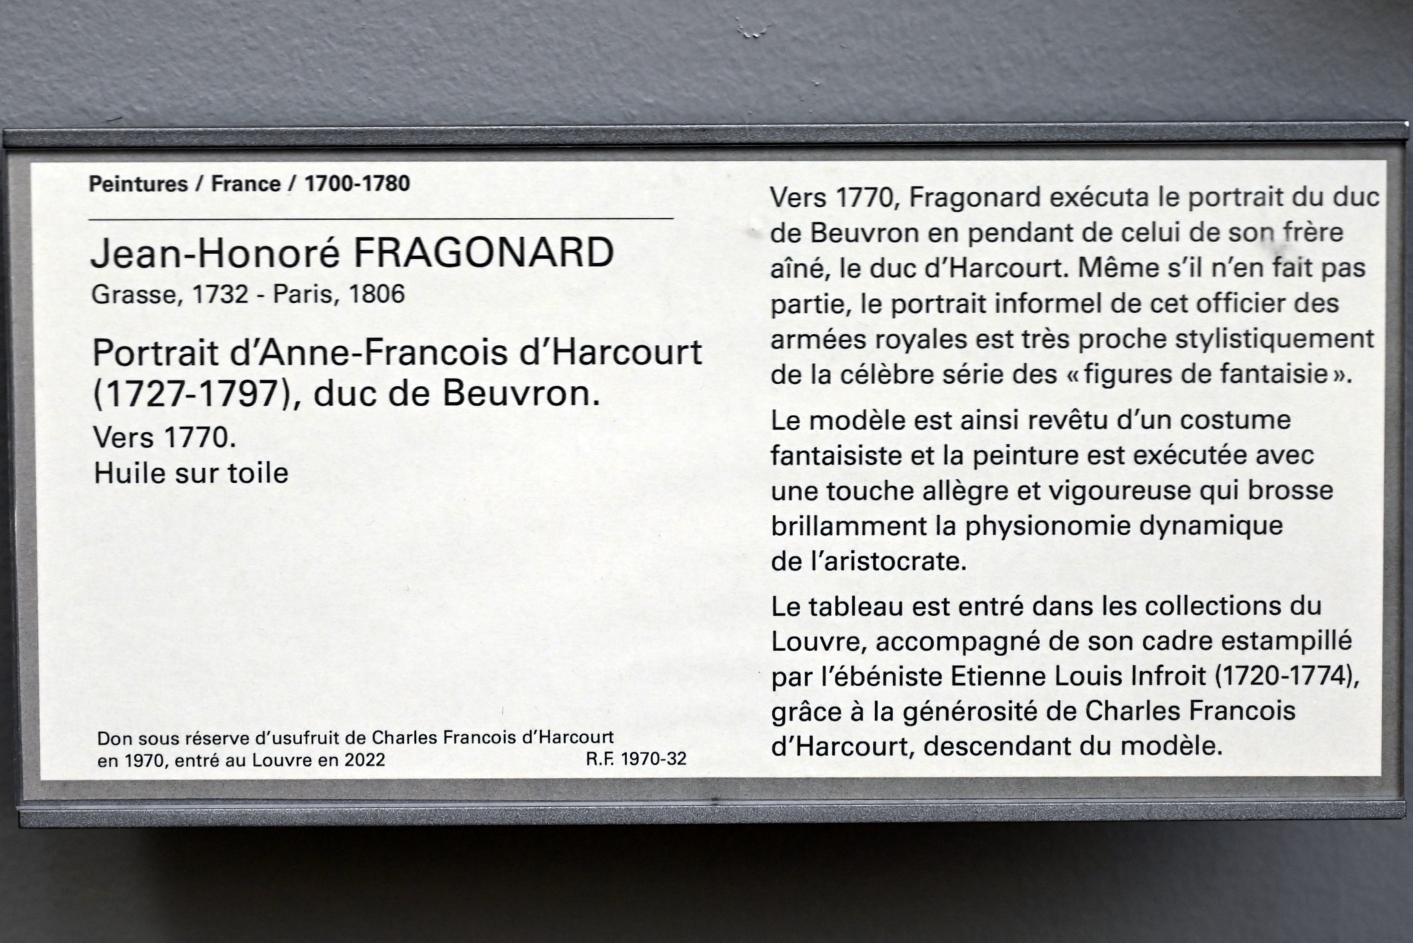 Peintures / France / 1700-1780
Jean-Honoré FRAGONARD
Grasse, 1732 - Paris, 1806
Portrait d'Anne-Francois d'Harcourt
(1727-1797), duc de Beuvron.
Vers 1770.
Huile sur toile
Don sous réserve d'usufruit de Charles Francois d'Harcourt
en 1970, entré au Louvre en 2022 R.F. 1970-32
Vers 1770, Fragonard exécuta le portrait du duc
de Beuvron en pendant de celui de son frère
aîné, le duc d'Harcourt. Même s'il n'en fait pas
partie, le portrait informel de cet officier des
armées royales est très proche stylistiquement
de la célèbre série des « figures de fantaisie ».
Le modèle est ainsi revêtu d'un costume
fantaisiste et la peinture est exécutée avec
une touche allègre et vigoureuse qui brosse
brillamment la physionomie dynamique
de l'aristocrate.
Le tableau est entré dans les collections du
Louvre, accompagné de son cadre estampillé
par l'ébéniste Etienne Louis Infroit (1720-1774),
grâce à la générosité de Charles Francois
d'Harcourt, descendant du modèle.